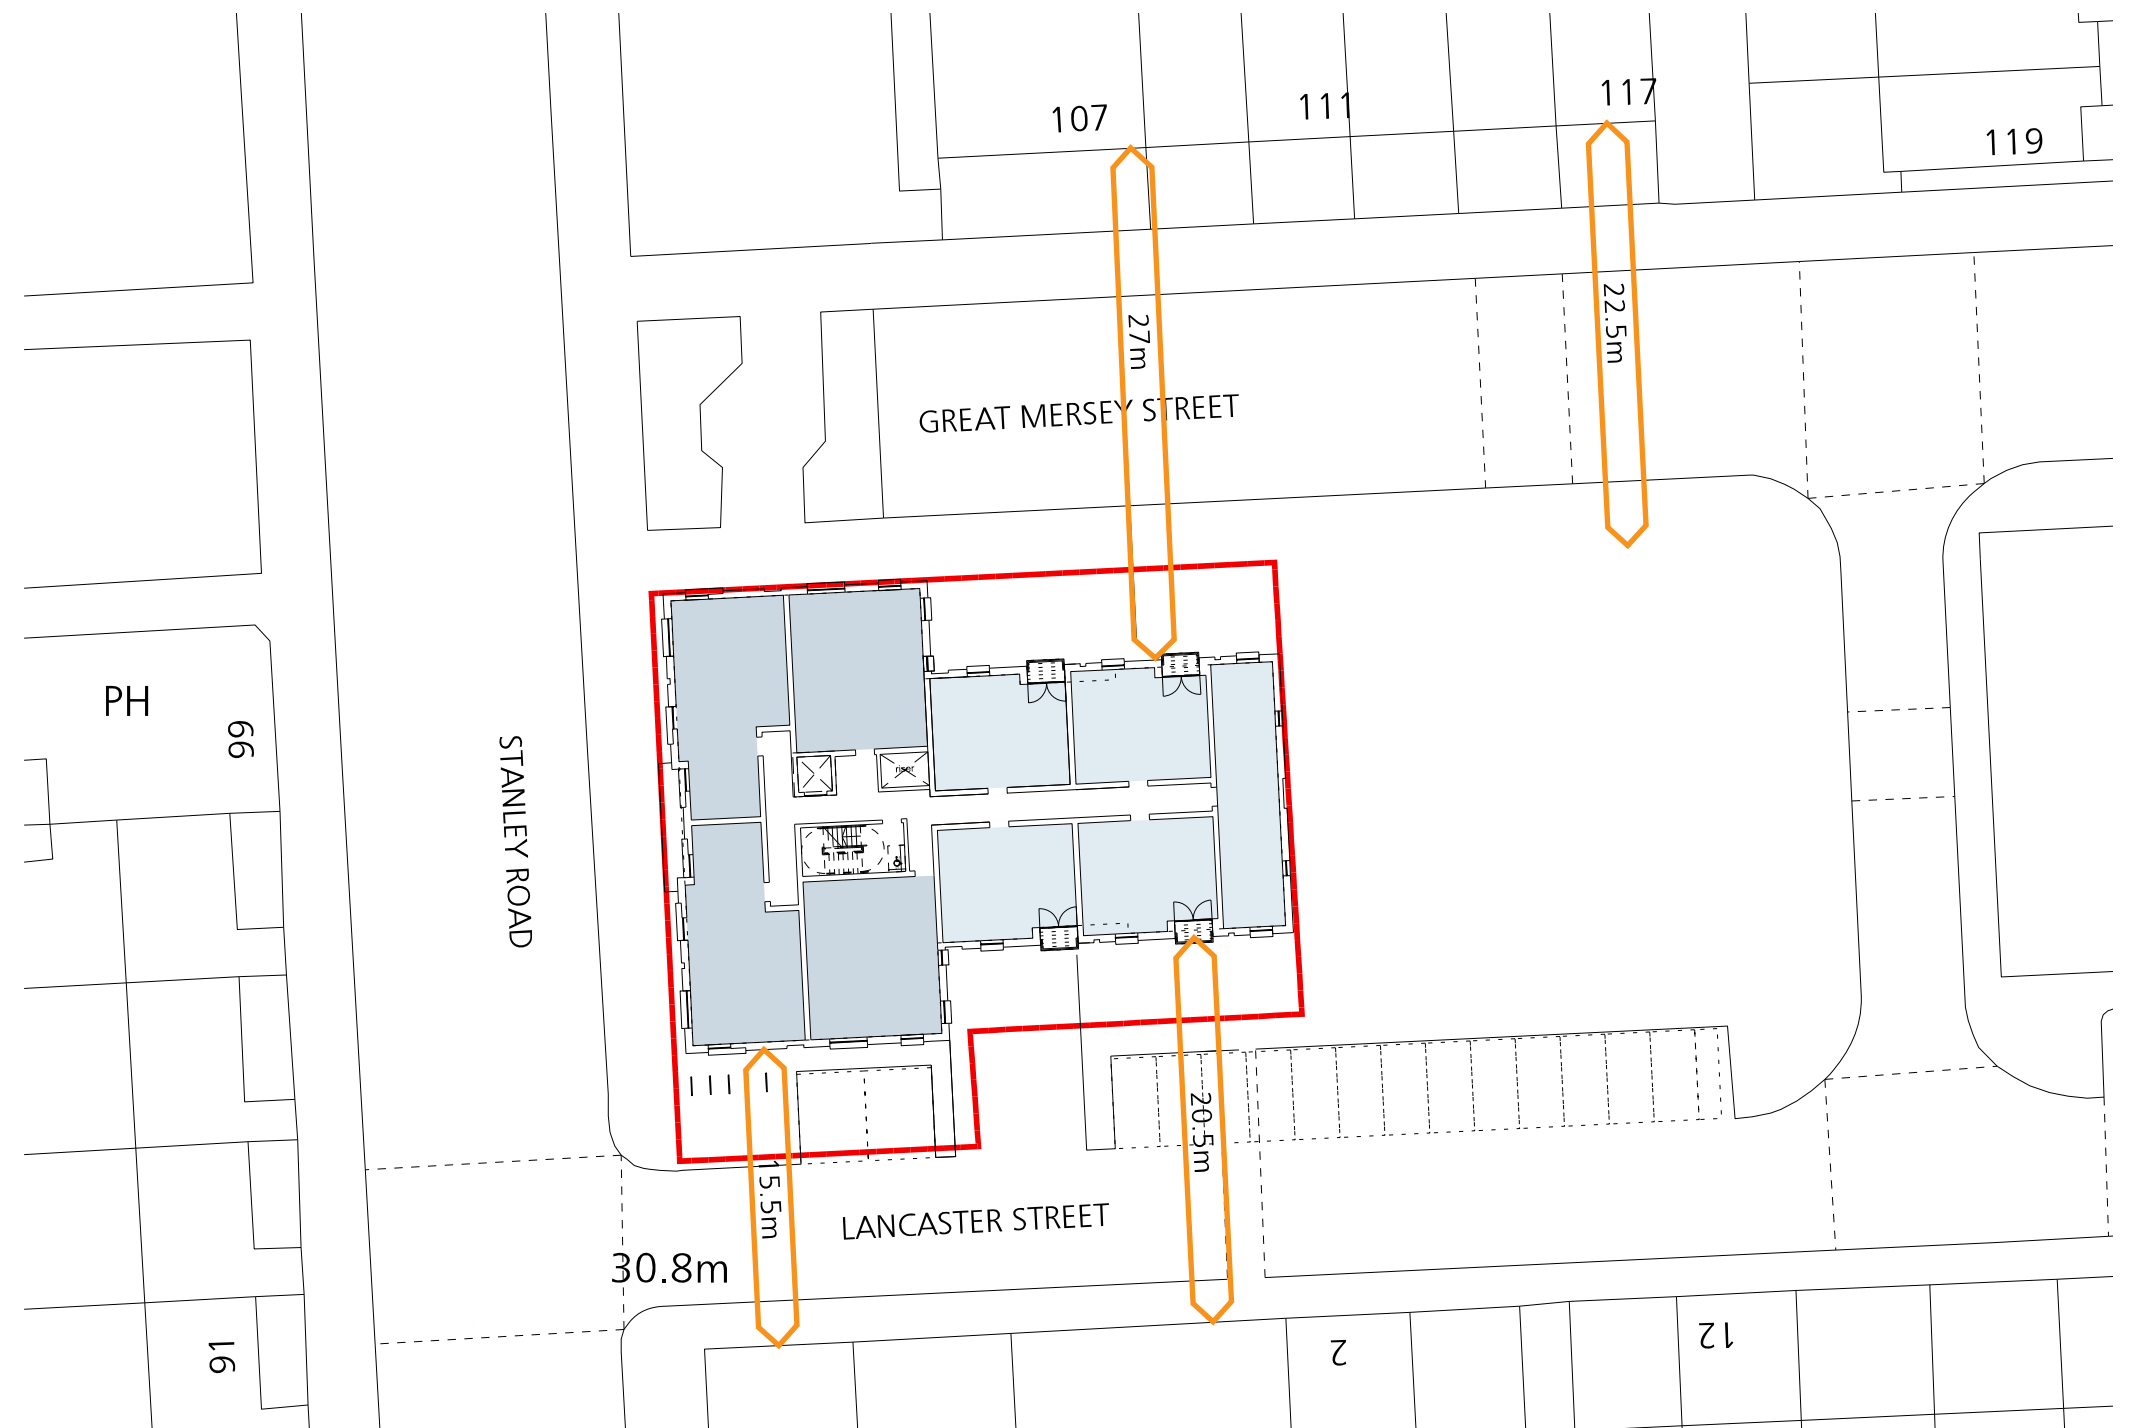 107
111
117
119
27m
22.5m
GREAT MERSEY STREET
PH
66
STANLEY ROAD
riser
20.5m
15.5m
LANCASTER STREET
30.8m
2
12
91